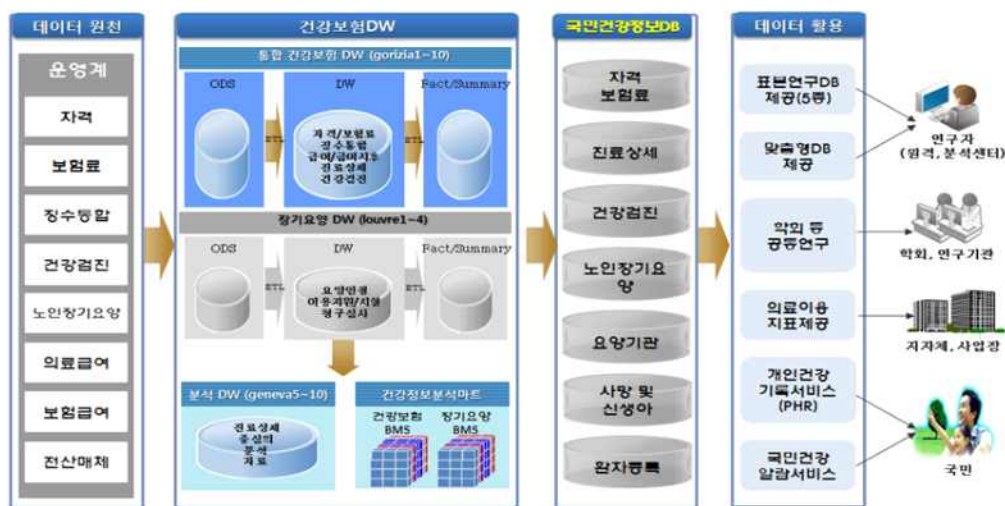 데이터 원천
운영계
자격
보험료
징수통합
건강검진
노인장기요양
의료급여
보험급여
전산매체
건강보험DW
통합 건강보험 DW (gorizia1~10)
ODS
DW
Fact/Summary
ETL
ETL
자격/보험료
징수통합
급여/급여사후
진료상세
건강검진
장기요양 DW (louvre1~4)
ODS
DW
Fact/Summary
ETL
ETL
요양인정
이용지원/시설
청구심사
분석 DW (geneva5~10)
진료상세
중심의
분석
자료
건강정보분석마트
건강보험
BMS
장기요양
BMS
국민건강정보DB
자격
보험료
진료상세
건강검진
노인장기요
양
요양기관
사망 및
신생아
환자등록
데이터 활용
표본연구DB
제공(5종)
맞춤형DB
제공
학회 등
공동연구
의료이용
지표제공
개인건강
기록서비스
(PHR)
국민건강
알람서비스
연구자
(원격, 분석센터)
학회, 연구기관
지자체, 사업장
국민